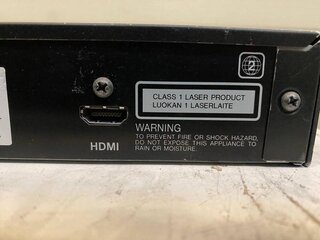 2
CLASS 1 LASER PRODUCT
LUOKAN 1 LASERLAITE
HDMI
WARNING
TO PREVENT FIRE OR SHOCK HAZARD,
DO NOT EXPOSE THIS APPLIANCE TO
RAIN OR MOISTURE.